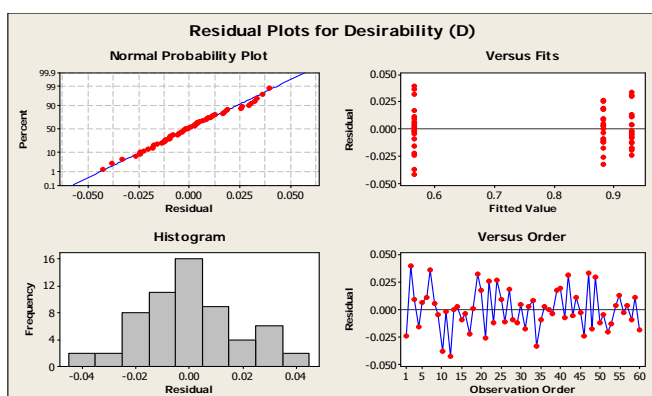 Residual Plots for Desirability (D)
Normal Probability Plot
99.9
99
90
50
10
1
0.1
Percent
-0.050 -0.025 0.000 0.025 0.050
Residual
Versus Fits
0.050
0.025
0.000
-0.025
-0.050
Residual
0.6 0.7 0.8 0.9
Fitted Value
Histogram
16
12
8
4
0
Frequency
-0.04 -0.02 0.00 0.02 0.04
Residual
Versus Order
0.050
0.025
0.000
-0.025
-0.050
Residual
1 5 10 15 20 25 30 35 40 45 50 55 60
Observation Order